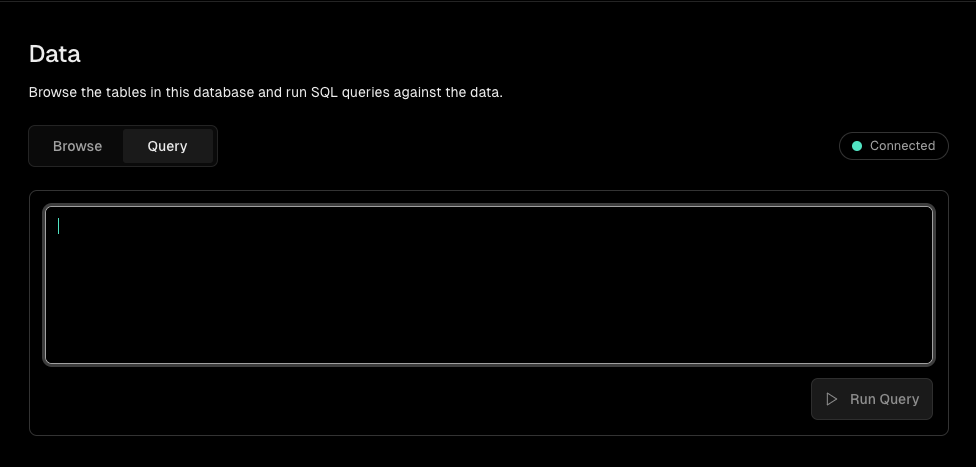 Data
Browse the tables in this database and run SQL queries against the data.
Browse Query
Connected
Run Query